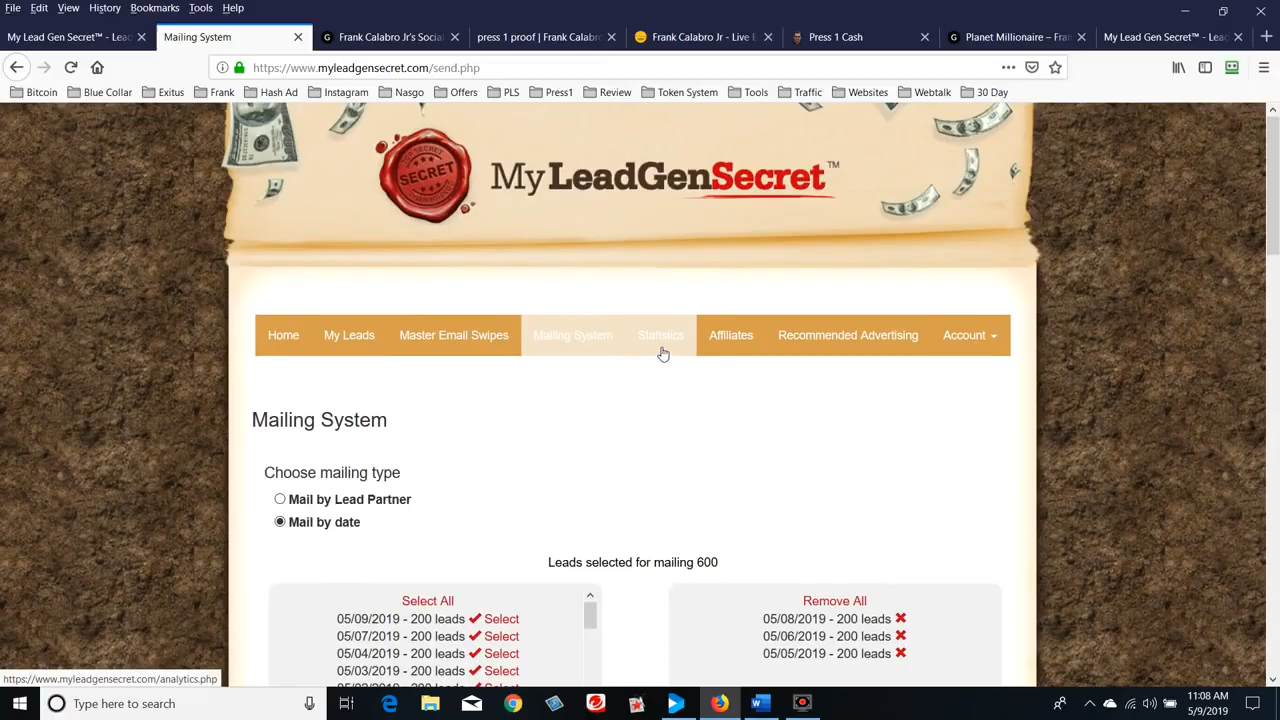 File Edit View History Bookmarks Tools Help
My Lead Gen Secret™ - Leac
Mailing System
Frank Calabro Jr's Social
press 1 proof | Frank Calabro
Frank Calabro Jr - Live B
Press 1 Cash
Planet Millionaire – Fran
My Lead Gen Secret™ - Leac
https://www.myleadgensecret.com/send.php
Bitcoin Blue Collar Exitus Frank Hash Ad Instagram Nasgo Offers PLS Press1 Review Token System Tools Traffic Websites Webtalk 30 Day
SECRET
SECRET
My LeadGenSecret™
Home My Leads Master Email Swipes Mailing System Statistics Affiliates Recommended Advertising Account
Mailing System
Choose mailing type
Mail by Lead Partner
Mail by date
Leads selected for mailing 600
Select All
05/09/2019 - 200 leads Select
05/07/2019 - 200 leads Select
05/04/2019 - 200 leads Select
05/03/2019 - 200 leads Select
Remove All
05/08/2019 - 200 leads
05/06/2019 - 200 leads
05/05/2019 - 200 leads
https://www.myleadgensecret.com/analytics.php
Type here to search
11:08 AM
5/9/2019